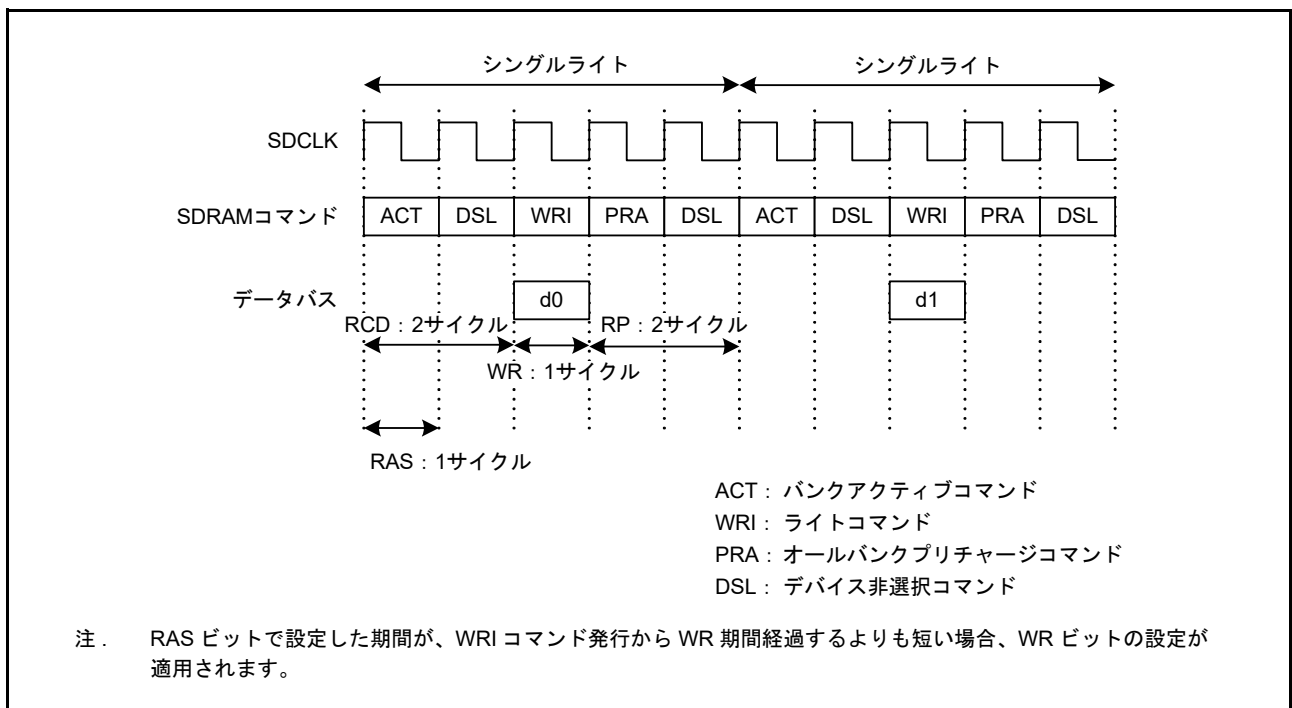 シングルライト シングルライト
SDCLK
SDRAMコマンド ACT DSL WRI PRA DSL ACT DSL WRI PRA DSL
データバス d0 d1
RCD：2サイクル RP：2サイクル
WR：1サイクル
RAS：1サイクル
ACT： バンクアクティブコマンド
WRI： ライトコマンド
PRA： オールバンクプリチャージコマンド
DSL： デバイス非選択コマンド
注． RAS ビットで設定した期間が、WRI コマンド発行から WR 期間経過するよりも短い場合、WR ビットの設定が
適用されます。